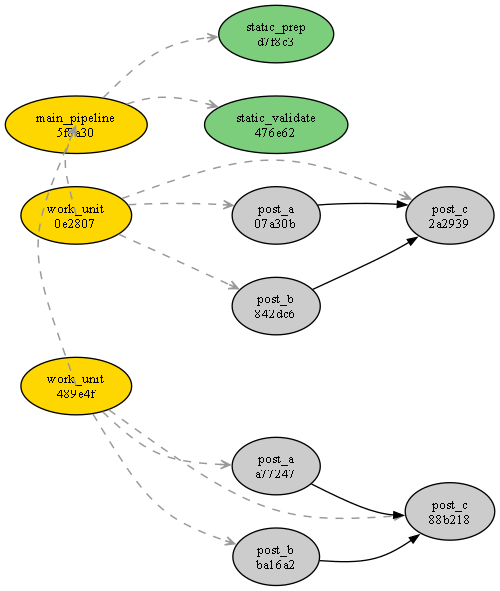 static_prep
d7f8c3
main_pipeline
static_validate
476e62
work_unit
0e2807
post_a
07a30b
post_c
2a2939
post_b
842dc6
work_unit
489e4f
post_a
a77247
post_c
88b218
post_b
ba16a2